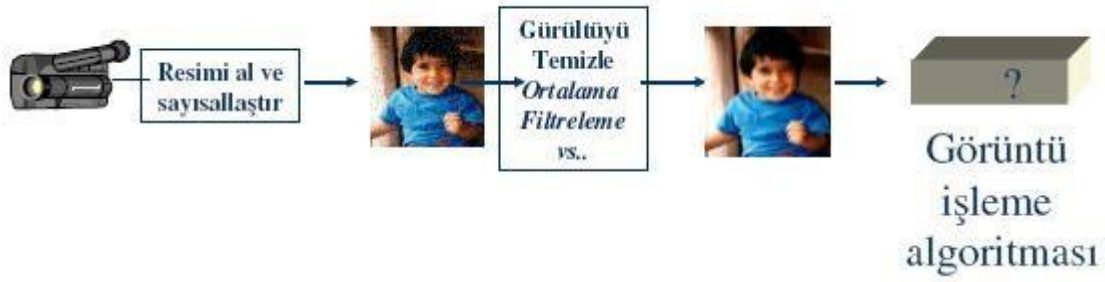 Resimi al ve
sayısallaştır
Gürültüyü
Temizle
Ortalama
Filtreleme
vs..
?
Görüntü
işleme
algoritması